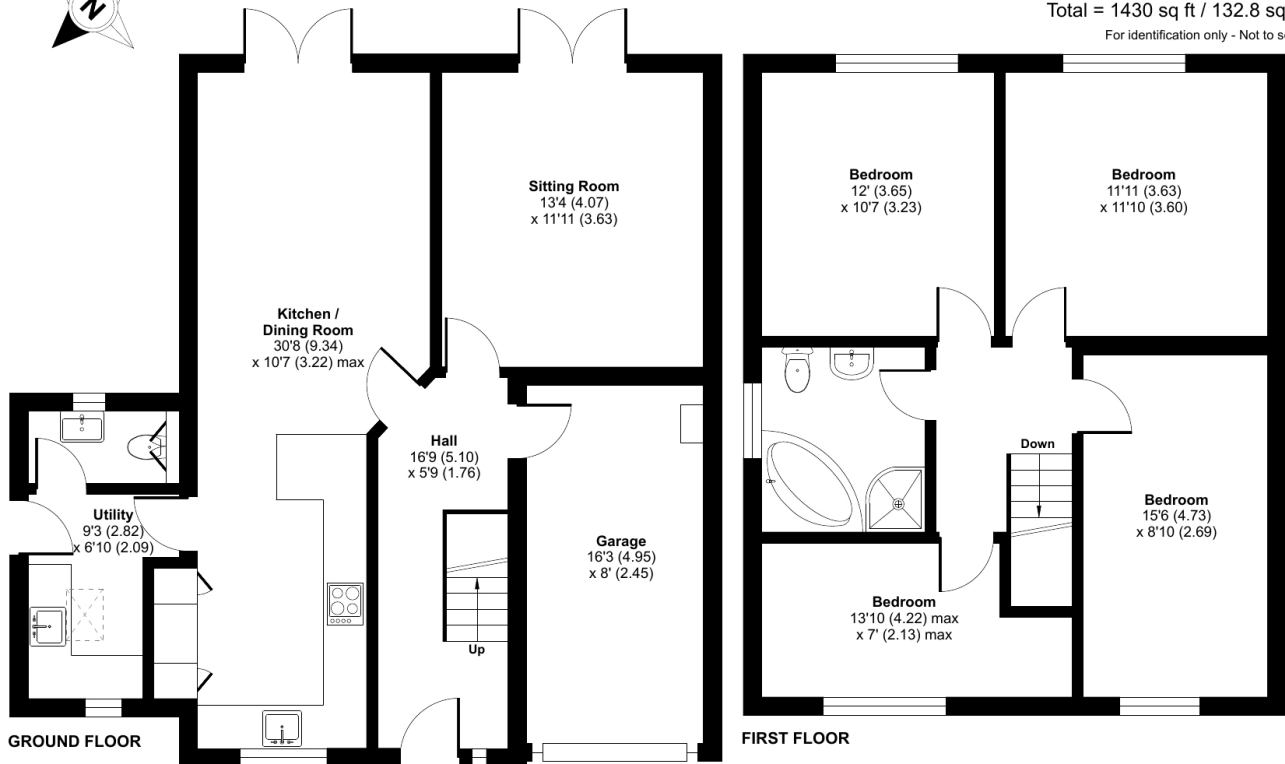 N
Total = 1430 sq ft / 132.8 sq
For identification only - Not to s
Kitchen /
Dining Room
30'8 (9.34)
x 10'7 (3.22) max
Sitting Room
13'4 (4.07)
x 11'11 (3.63)
Hall
16'9 (5.10)
x 5'9 (1.76)
Utility
9'3 (2.82)
x 6'10 (2.09)
Garage
16'3 (4.95)
x 8' (2.45)
Up
GROUND FLOOR
Bedroom
12' (3.65)
x 10'7 (3.23)
Bedroom
11'11 (3.63)
x 11'10 (3.60)
Down
Bedroom
15'6 (4.73)
x 8'10 (2.69)
Bedroom
13'10 (4.22) max
x 7' (2.13) max
FIRST FLOOR